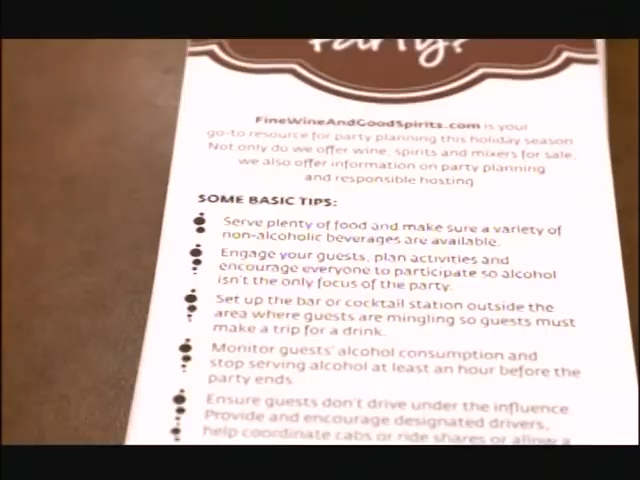 Party?
FineWineAndGoodSpirits.com is your
go-to resource for party planning this holiday season
Not only do we offer wine, spirits and mixers for sale,
we also offer information on party planning
and responsible hosting
SOME BASIC TIPS:
Serve plenty of food and make sure a variety of
non-alcoholic beverages are available.
Engage your guests, plan activities and
encourage everyone to participate so alcohol
isn't the only focus of the party.
Set up the bar or cocktail station outside the
area where guests are mingling so guests must
make a trip for a drink.
Monitor guests' alcohol consumption and
stop serving alcohol at least an hour before the
party ends.
Ensure guests don't drive under the influence.
Provide and encourage designated drivers,
help coordinate cabs or ride shares or allow a